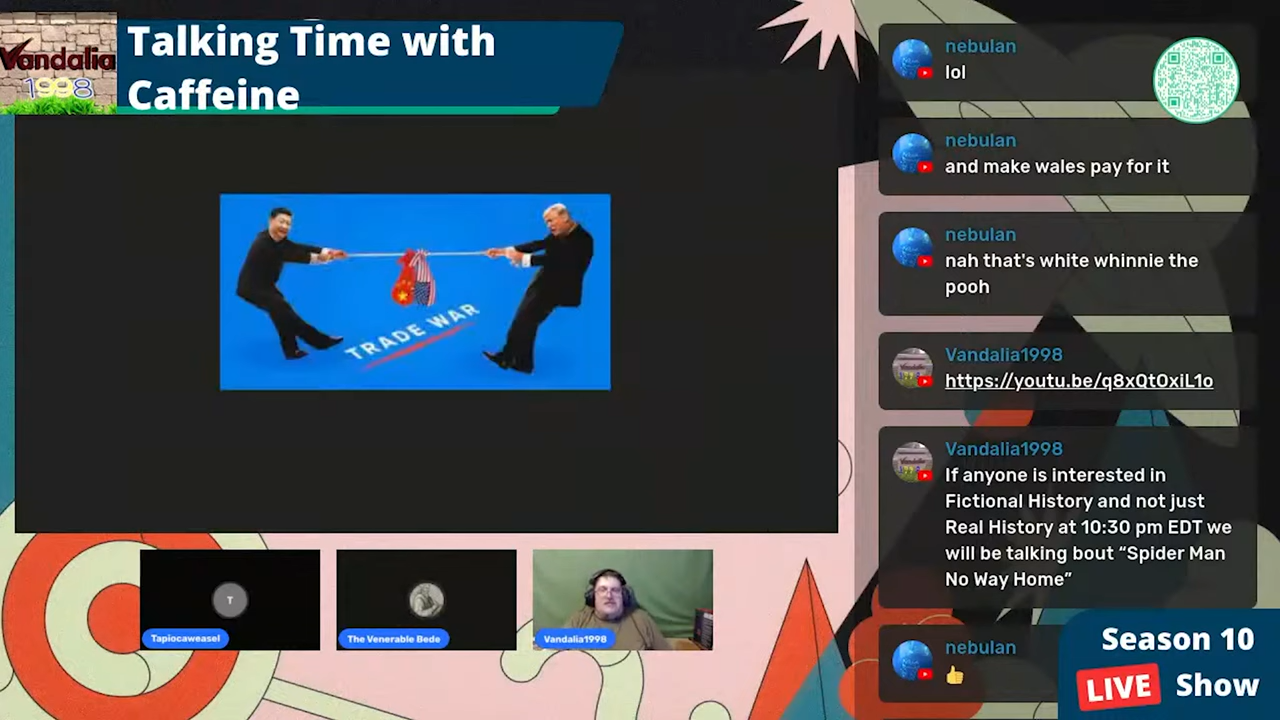 Vandalia
1998
Talking Time with
Caffeine
TRADE WAR
T
Tapiocaweasel
The Venerable Bede
Vandalia1998
nebulan
lol
nebulan
and make wales pay for it
nebulan
nah that's white whinnie the
pooh
Vandalia1998
https://youtu.be/q8xQtOxiL1o
Vandalia1998
If anyone is interested in
Fictional History and not just
Real History at 10:30 pm EDT we
will be talking bout “Spider Man
No Way Home”
nebulan
👍
Season 10
LIVE Show